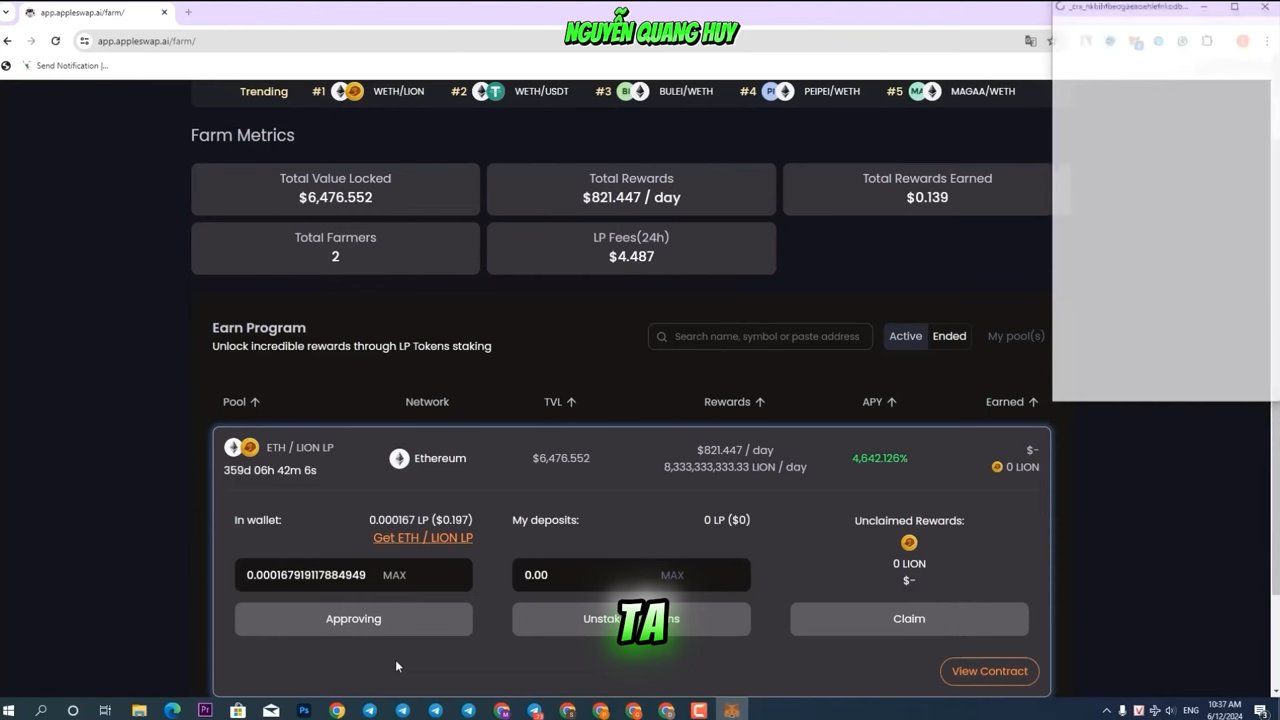 app.appleswap.ai/farm/
NGUYỄN QUANG HUY
app.appleswap.ai/farm/
Send Notification |...
Trending #1 WETH/LION #2 WETH/USDT #3 BULEI/WETH #4 PEIPEI/WETH #5 MAGAA/WETH
Farm Metrics
Total Value Locked Total Rewards Total Rewards Earned
$6,476.552 $821.447 / day $0.139
Total Farmers LP Fees(24h)
2 $4.487
Earn Program
Unlock incredible rewards through LP Tokens staking
Search name, symbol or paste address Active Ended My pool(s)
Pool Network TVL Rewards APY Earned
ETH / LION LP
359d 06h 42m 6s
Ethereum $6,476.552
$821.447 / day
8,333,333,333.33 LION / day
4,642.126%
$-
0 LION
In wallet: 0.000167 LP ($0.197)
Get ETH / LION LP
0.000167919117884949 MAX
Approving
My deposits: 0 LP ($0)
0.00 MAX
TA
Unclaimed Rewards:
0 LION
$-
Claim
View Contract
ENG 10:37 AM
6/12/2024